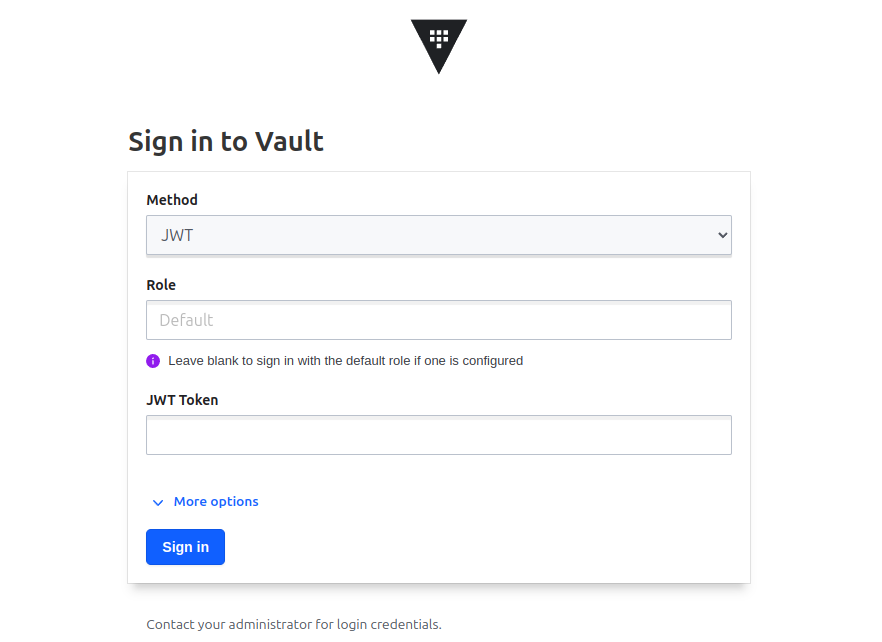 Sign in to Vault
Method
JWT
Role
Default
Leave blank to sign in with the default role if one is configured
JWT Token
More options
Sign in
Contact your administrator for login credentials.